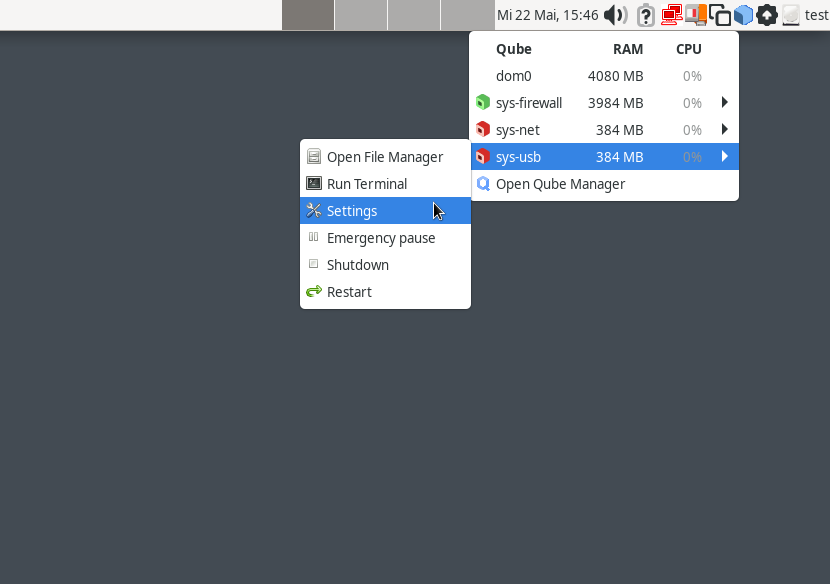 Mi 22 Mai, 15:46 test
Qube RAM CPU
dom0 4080 MB 0%
sys-firewall 3984 MB 0%
sys-net 384 MB 0%
sys-usb 384 MB 0%
Open Qube Manager
Open File Manager
Run Terminal
Settings
Emergency pause
Shutdown
Restart